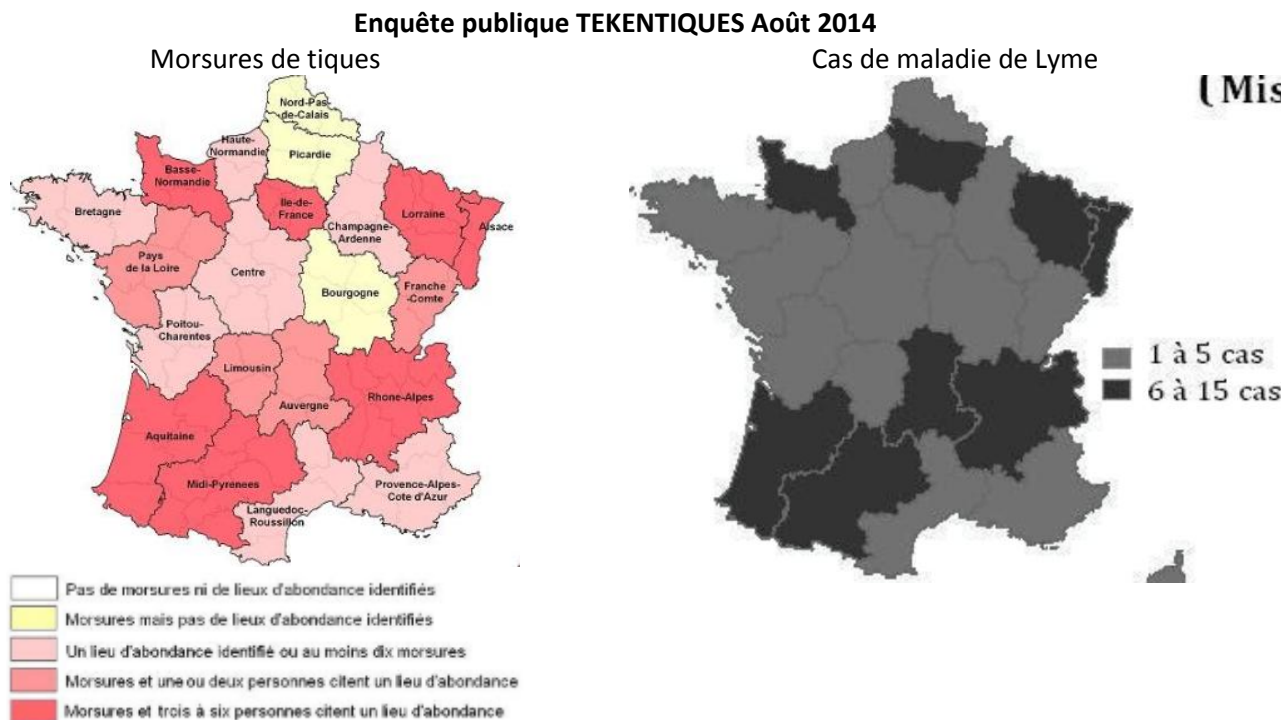 Enquête publique TEKENTIQUES Août 2014
Morsures de tiques
Cas de maladie de Lyme
( Mis
Nord-Pas-
de-Calais
Haute-
Normandie
Picardie
Basse-
Normandie
Ile-de-
France
Lorraine
Alsace
Bretagne
Champagne-
Ardenne
Pays
de la Loire
Centre
Bourgogne
Franche
-Comte
Poitou-
Charentes
Limousin
Auvergne
Rhone-Alpes
Aquitaine
Midi-Pyrenees
Provence-Alpes-
Cote d'Azur
Languedoc-
Roussillon
1 à 5 cas
6 à 15 cas
Pas de morsures ni de lieux d'abondance identifiés
Morsures mais pas de lieux d'abondance identifiés
Un lieu d'abondance identifié ou au moins dix morsures
Morsures et une ou deux personnes citent un lieu d'abondance
Morsures et trois à six personnes citent un lieu d'abondance